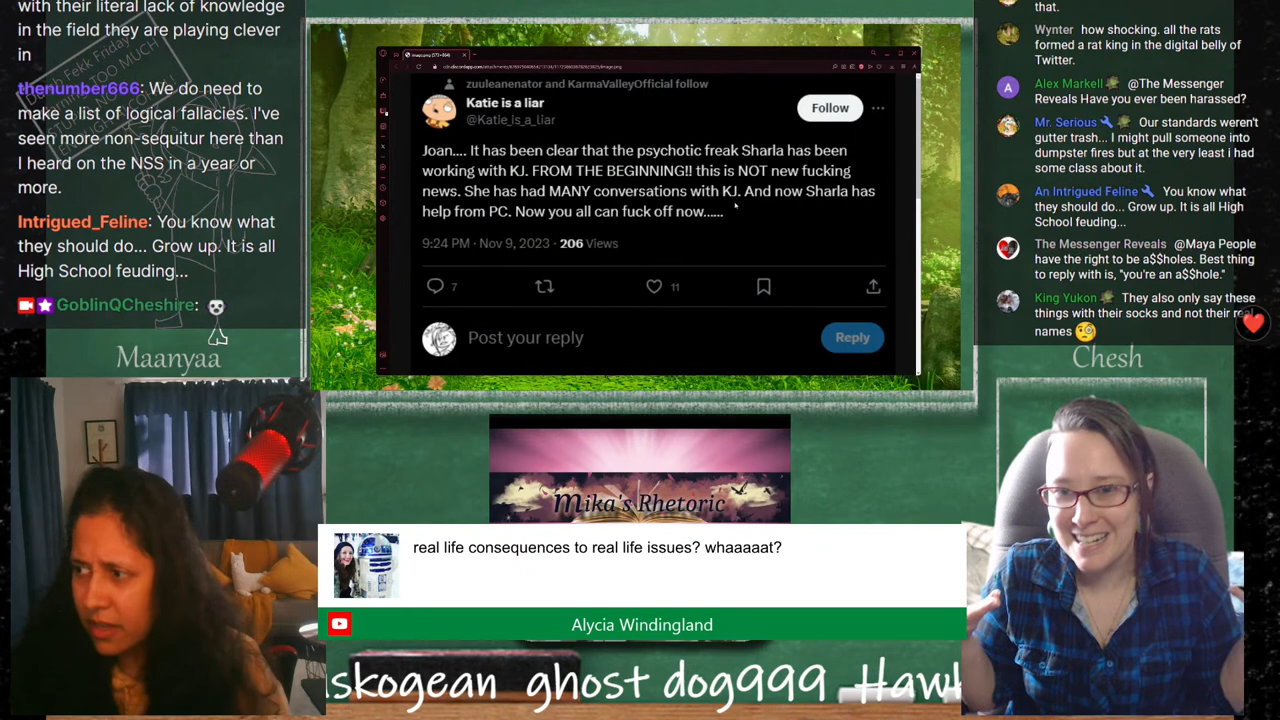 with their literal lack of knowledge
in the field they are playing clever
in
thenumber666: We do need to
make a list of logical fallacies. I've
seen more non-sequitur here than
I heard on the NSS in a year or
more.
Intrigued_Feline: You know what
they should do... Grow up. It is all
High School feuding...
GoblinQCheshire:
Maanyaa
zuuleanenator and KarmaValleyOfficial follow
Katie is a liar
@Katie_is_a_liar
Follow
Joan.... It has been clear that the psychotic freak Sharla has been
working with KJ. FROM THE BEGINNING!! this is NOT new fucking
news. She has had MANY conversations with KJ. And now Sharla has
help from PC. Now you all can fuck off now......
9:24 PM · Nov 9, 2023 · 206 Views
7
11
Post your reply
Reply
that.
Wynter how shocking. all the rats
formed a rat king in the digital belly of
Twitter.
A
Alex Markell @The Messenger
Reveals Have you ever been harassed?
Mr. Serious Our standards weren't
gutter trash... I might pull someone into
dumpster fires but at the very least i had
some class about it.
An Intrigued Feline You know what
they should do... Grow up. It is all High
School feuding...
The Messenger Reveals @Maya People
have the right to be a$$holes. Best thing
to reply with is, "you're an a$$hole."
King Yukon They also only say these
things with their socks and not their real
names
Chesh
Mika's Rhetoric
real life consequences to real life issues? whaaaaat?
Alycia Windingland
skogean ghost dog999 Hawk